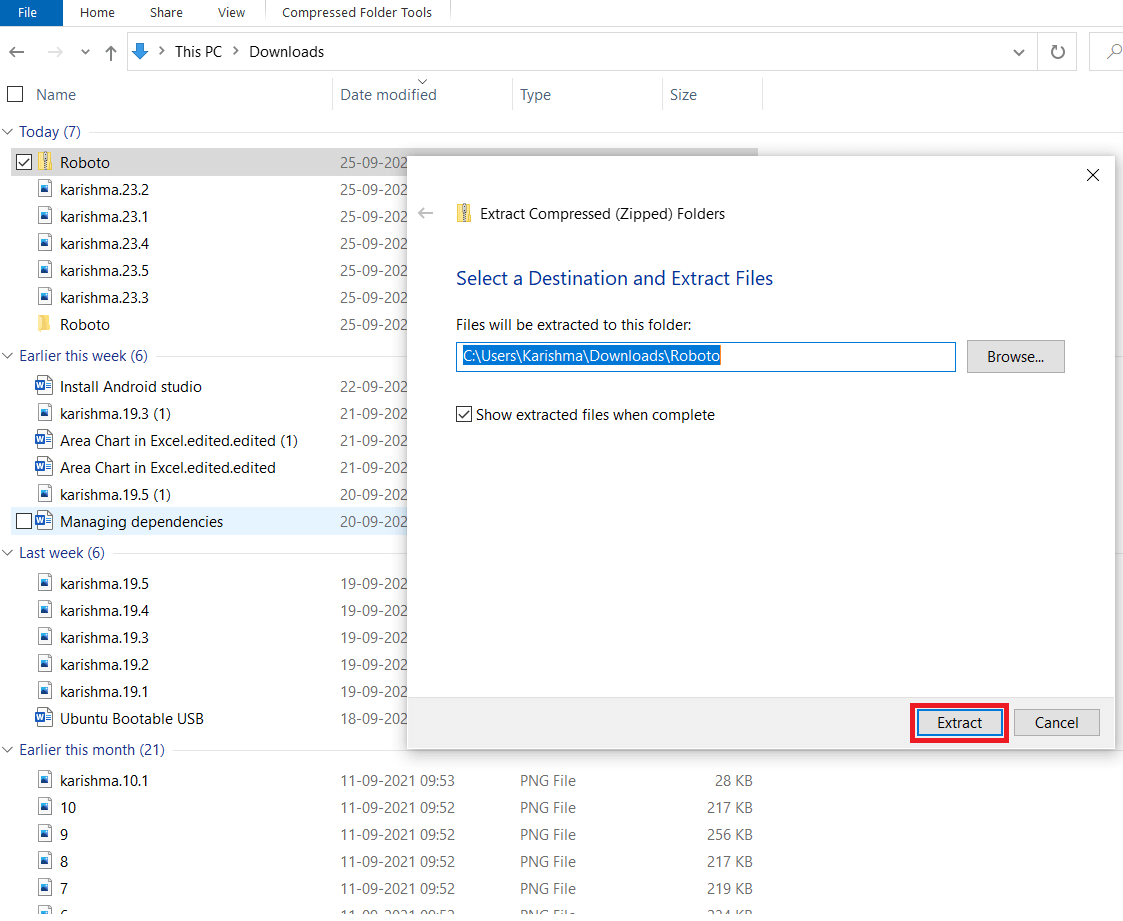 File Home Share View Compressed Folder Tools
This PC Downloads
Name Date modified Type Size
Today (7)
Roboto 25-09-202
karishma.23.2 25-09-202
karishma.23.1 25-09-202
karishma.23.4 25-09-202
karishma.23.5 25-09-202
karishma.23.3 25-09-202
Roboto 25-09-202
Earlier this week (6)
Install Android studio 22-09-202
karishma.19.3 (1) 21-09-202
Area Chart in Excel.edited.edited (1) 21-09-202
Area Chart in Excel.edited.edited 21-09-202
karishma.19.5 (1) 20-09-202
Managing dependencies 20-09-202
Last week (6)
karishma.19.5 19-09-202
karishma.19.4 19-09-202
karishma.19.3 19-09-202
karishma.19.2 19-09-202
karishma.19.1 19-09-202
Ubuntu Bootable USB 18-09-202
Earlier this month (21)
karishma.10.1 11-09-2021 09:53 PNG File 28 KB
10 11-09-2021 09:52 PNG File 217 KB
9 11-09-2021 09:52 PNG File 256 KB
8 11-09-2021 09:52 PNG File 217 KB
7 11-09-2021 09:52 PNG File 219 KB
Extract Compressed (Zipped) Folders
Select a Destination and Extract Files
Files will be extracted to this folder:
C:\Users\Karishma\Downloads\Roboto Browse...
Show extracted files when complete
Extract Cancel